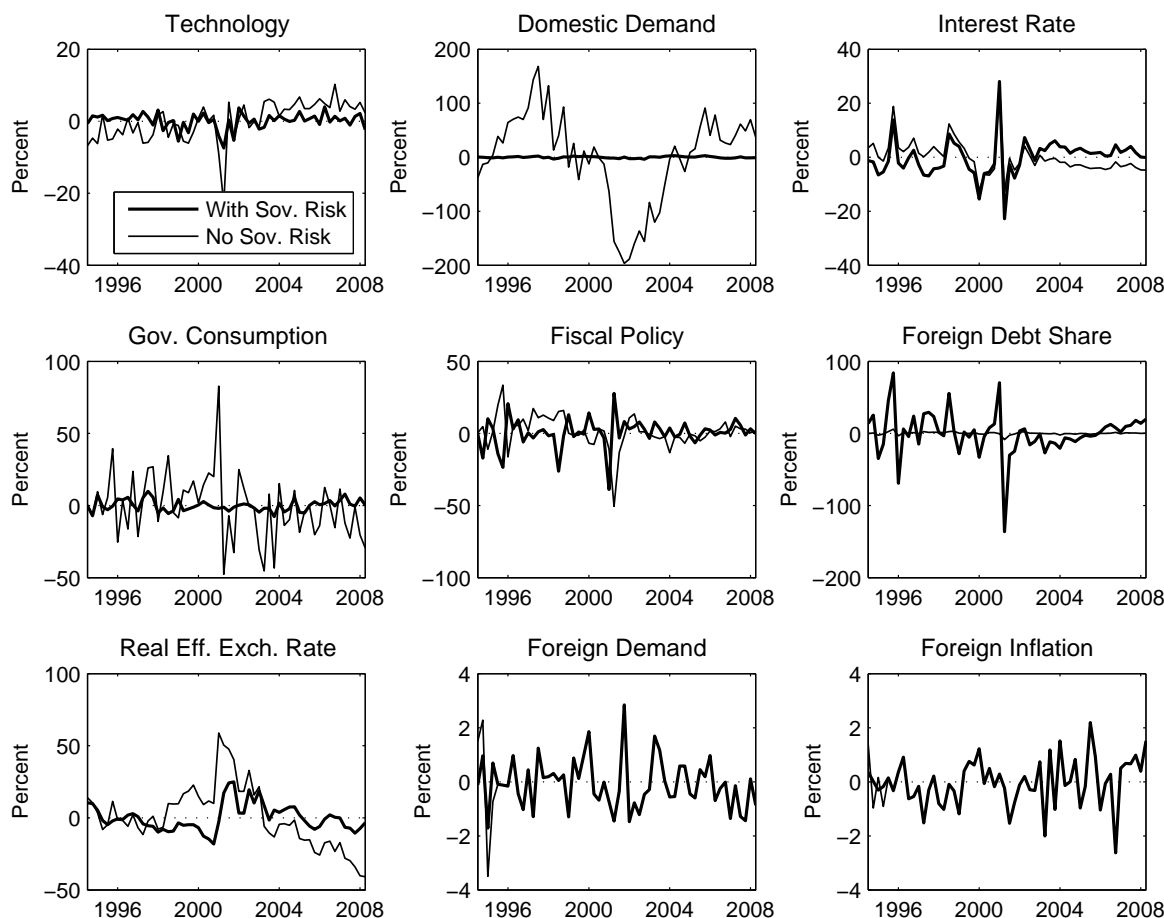 Technology
Domestic Demand
Interest Rate
Percent
20
0
−20
−40
With Sov. Risk
No Sov. Risk
1996 2000 2004 2008
Percent
200
100
0
−100
−200
1996 2000 2004 2008
Percent
40
20
0
−20
−40
1996 2000 2004 2008
Gov. Consumption
Fiscal Policy
Foreign Debt Share
Percent
100
50
0
−50
1996 2000 2004 2008
Percent
50
0
−50
−100
1996 2000 2004 2008
Percent
100
0
−100
−200
1996 2000 2004 2008
Real Eff. Exch. Rate
Foreign Demand
Foreign Inflation
Percent
100
50
0
−50
1996 2000 2004 2008
Percent
4
2
0
−2
−4
1996 2000 2004 2008
Percent
4
2
0
−2
−4
1996 2000 2004 2008